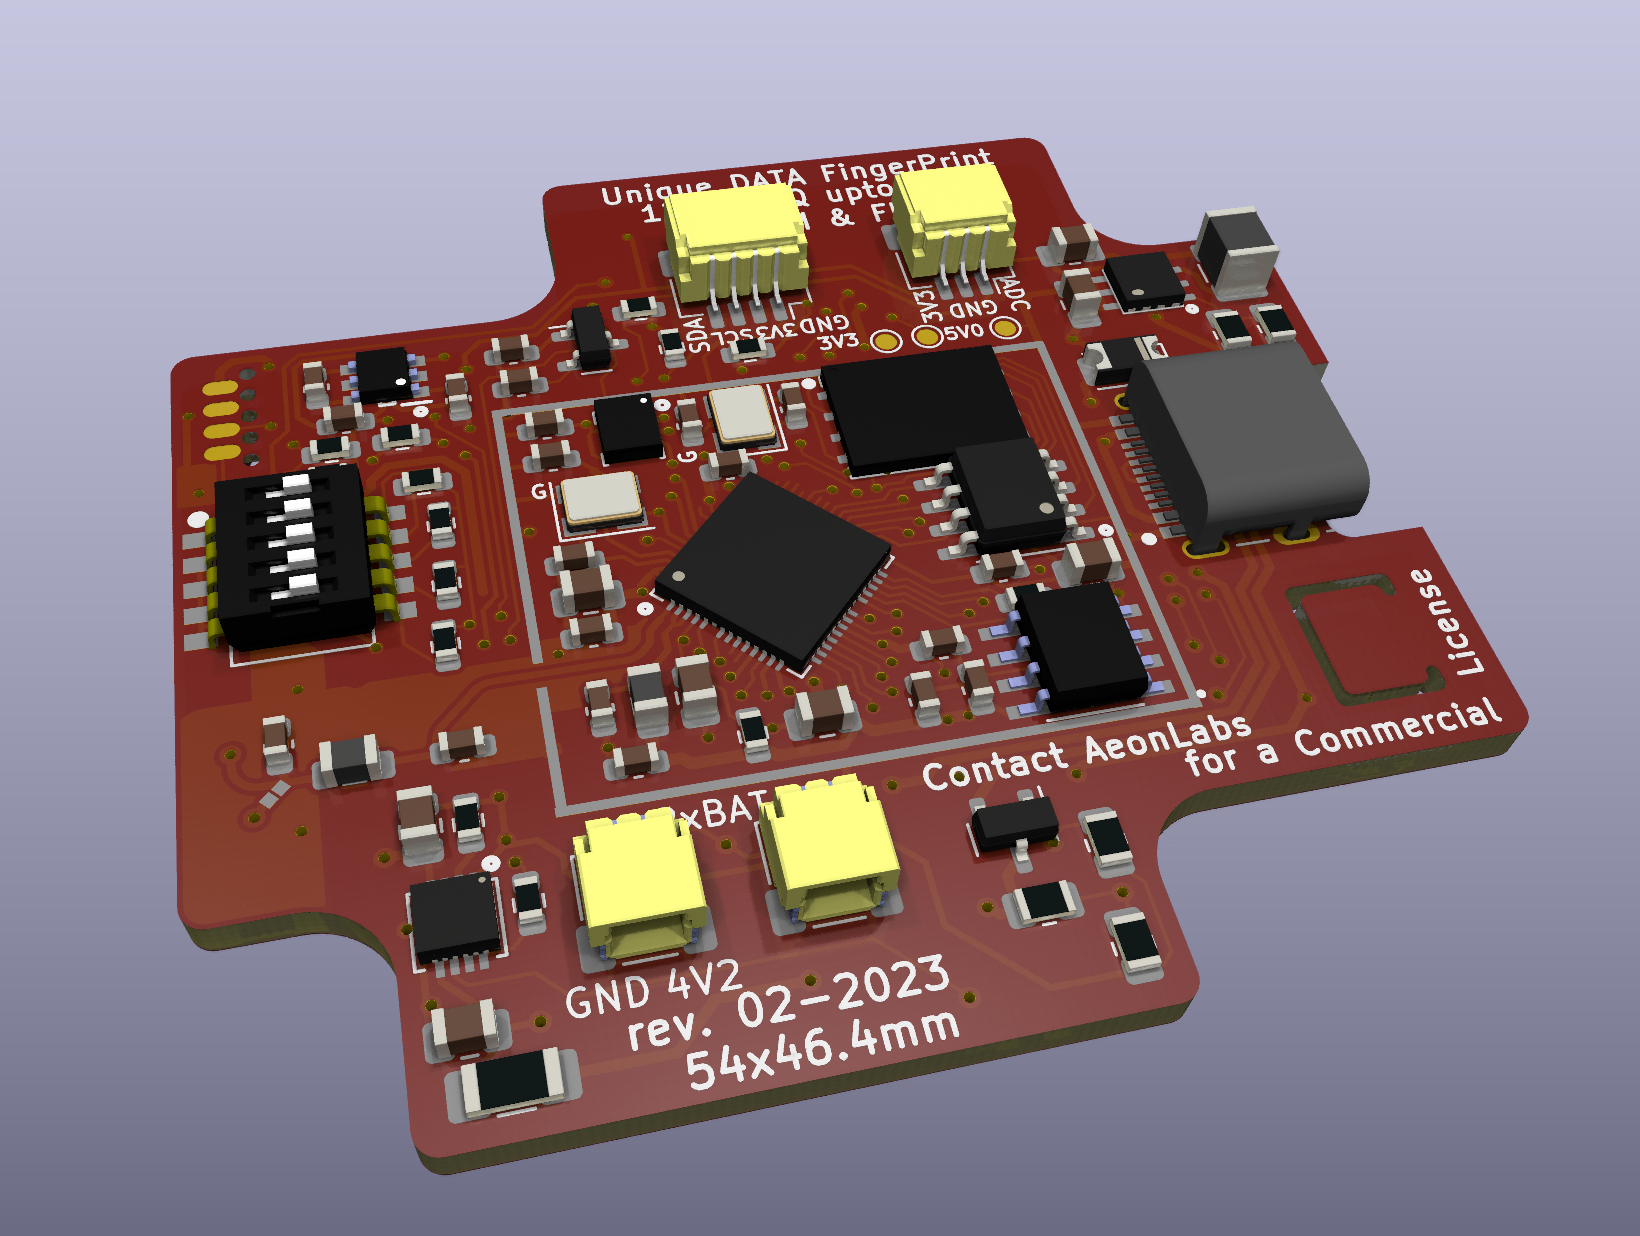 Unique DATA FingerPrint
upto
&
SDA
SCL
3V3
GND
3V3
GND
ADC
3V3
5V0
G
G
License
for a Commercial
Contact AeonLabs
GND 4V2
rev. 02-2023
54x46.4mm